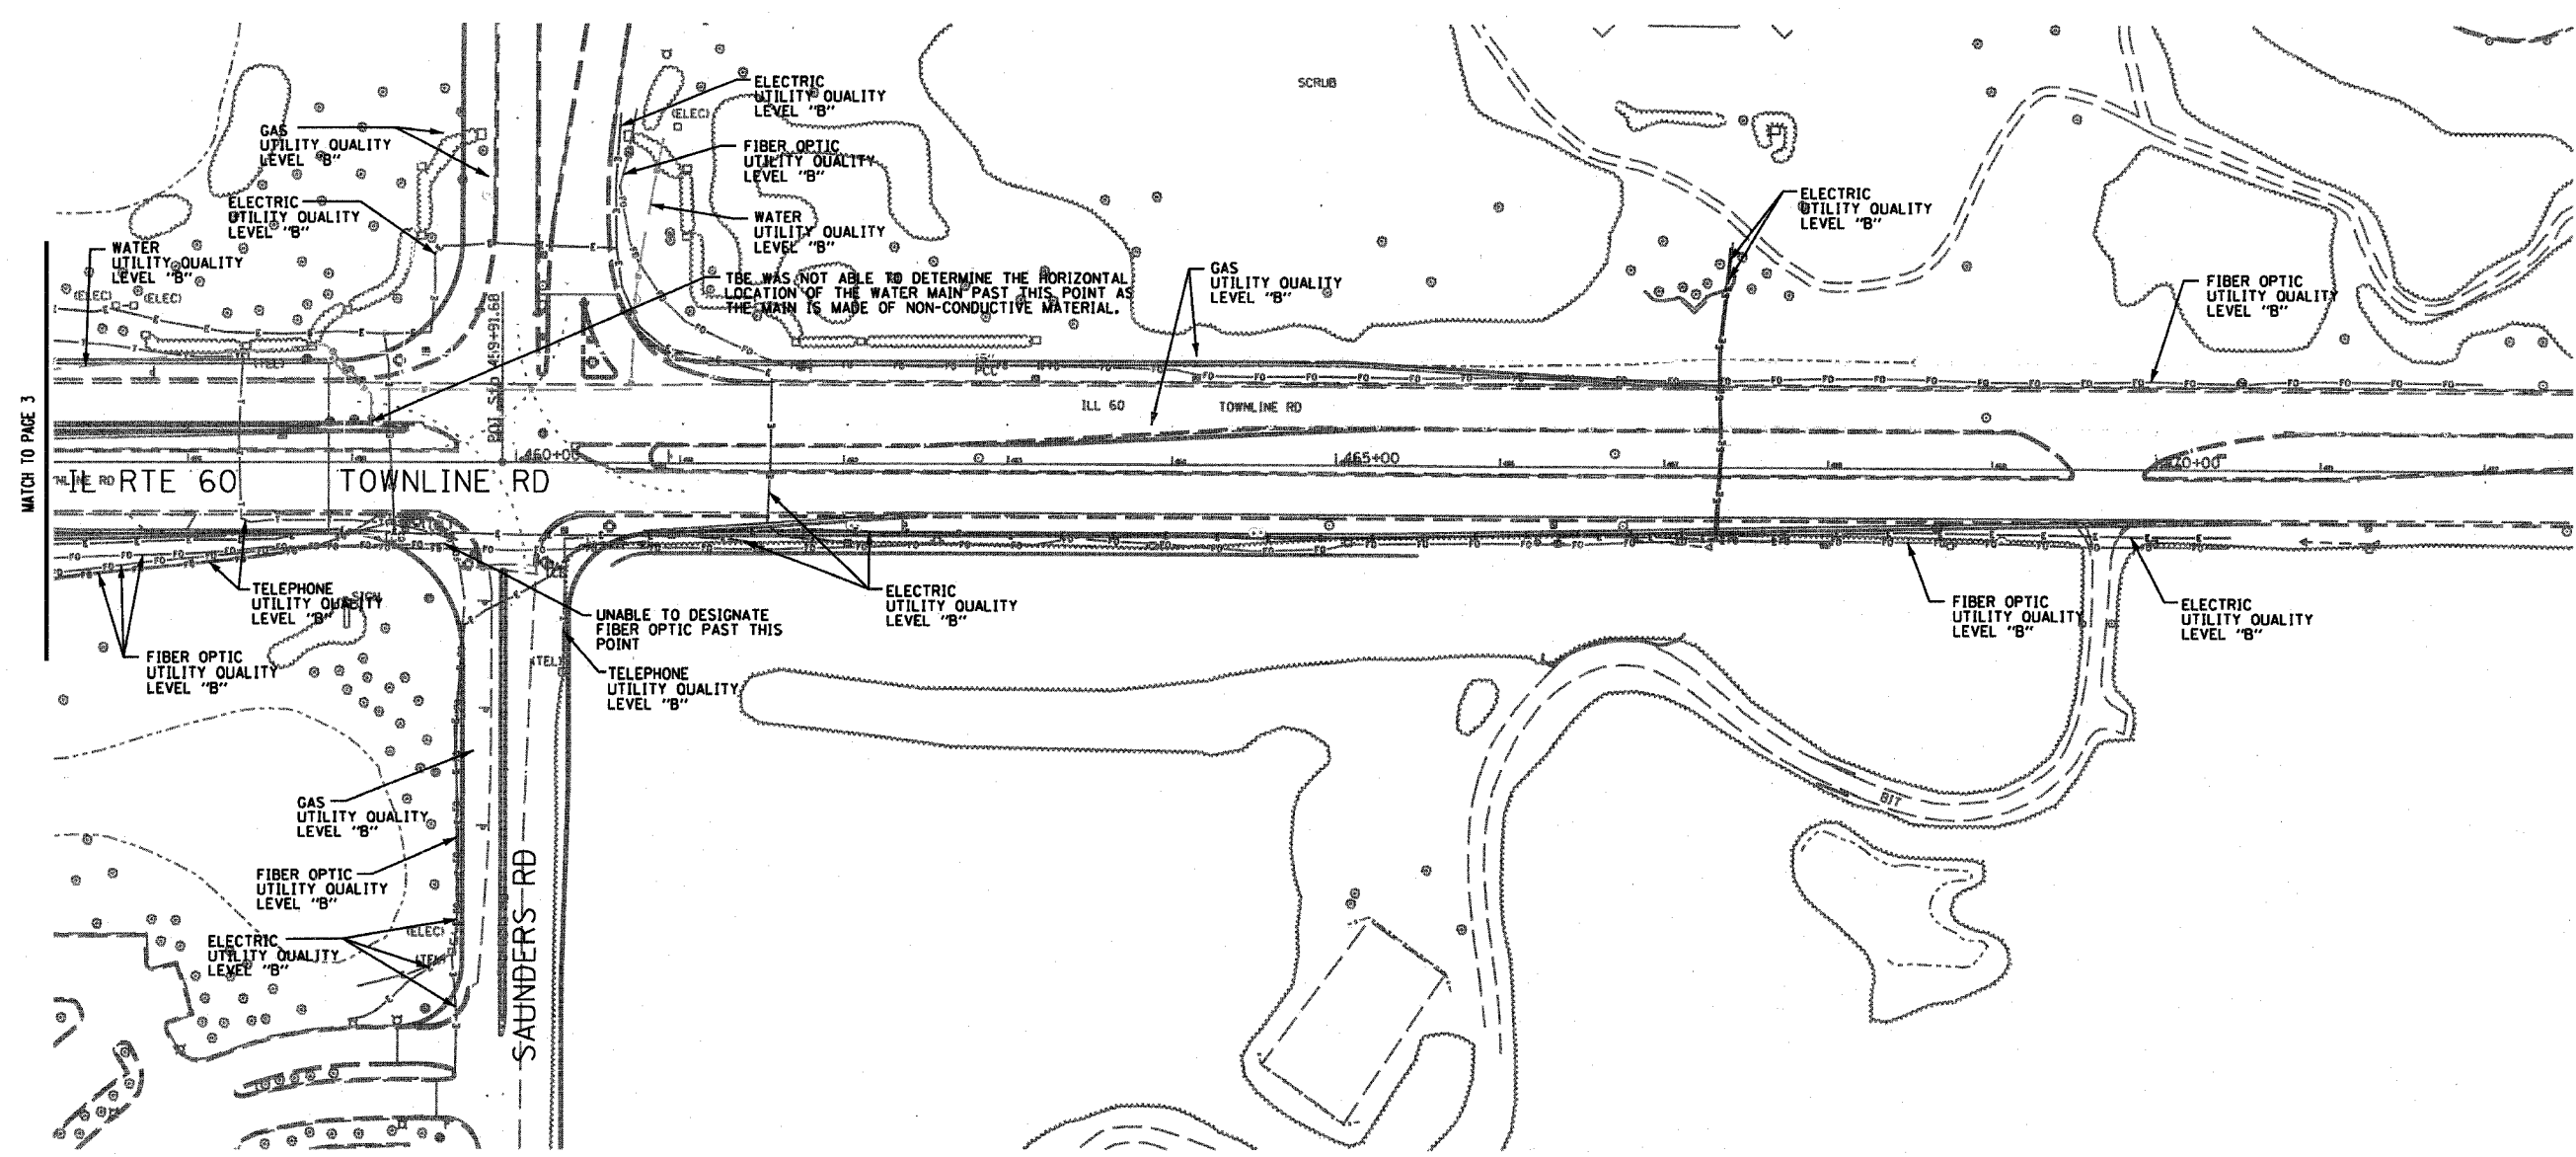 ELECTRIC
UTILITY QUALITY
LEVEL "B"
SCRUB
(ELEC)
GAS
UTILITY QUALITY
LEVEL "B"
FIBER OPTIC
UTILITY QUALITY
LEVEL "B"
ELECTRIC
UTILITY QUALITY
LEVEL "B"
ELECTRIC
UTILITY QUALITY
LEVEL "B"
WATER
UTILITY QUALITY
LEVEL "B"
WATER
UTILITY QUALITY
LEVEL "B"
TBE WAS NOT ABLE TO DETERMINE THE HORIZONTAL
LOCATION OF THE WATER MAIN PAST THIS POINT AS
THE MAIN IS MADE OF NON-CONDUCTIVE MATERIAL.
GAS
UTILITY QUALITY
LEVEL "B"
FIBER OPTIC
UTILITY QUALITY
LEVEL "B"
(ELEC)
(ELEC)
(TEL)
ILL 60
TOWNLINE RD
MATCH TO PAGE 3
460+00
465+00
IL RTE 60
TOWNLINE RD
TELEPHONE
UTILITY QUALITY
LEVEL "B"
SIGN
UNABLE TO DESIGNATE
FIBER OPTIC PAST THIS
POINT
ELECTRIC
UTILITY QUALITY
LEVEL "B"
FIBER OPTIC
UTILITY QUALITY
LEVEL "B"
ELECTRIC
UTILITY QUALITY
LEVEL "B"
FIBER OPTIC
UTILITY QUALITY
LEVEL "B"
(TEL)
TELEPHONE
UTILITY QUALITY
LEVEL "B"
GAS
UTILITY QUALITY
LEVEL "B"
BIT
FIBER OPTIC
UTILITY QUALITY
LEVEL "B"
SAUNDERS RD
(ELEC)
ELECTRIC
UTILITY QUALITY
LEVEL "B"